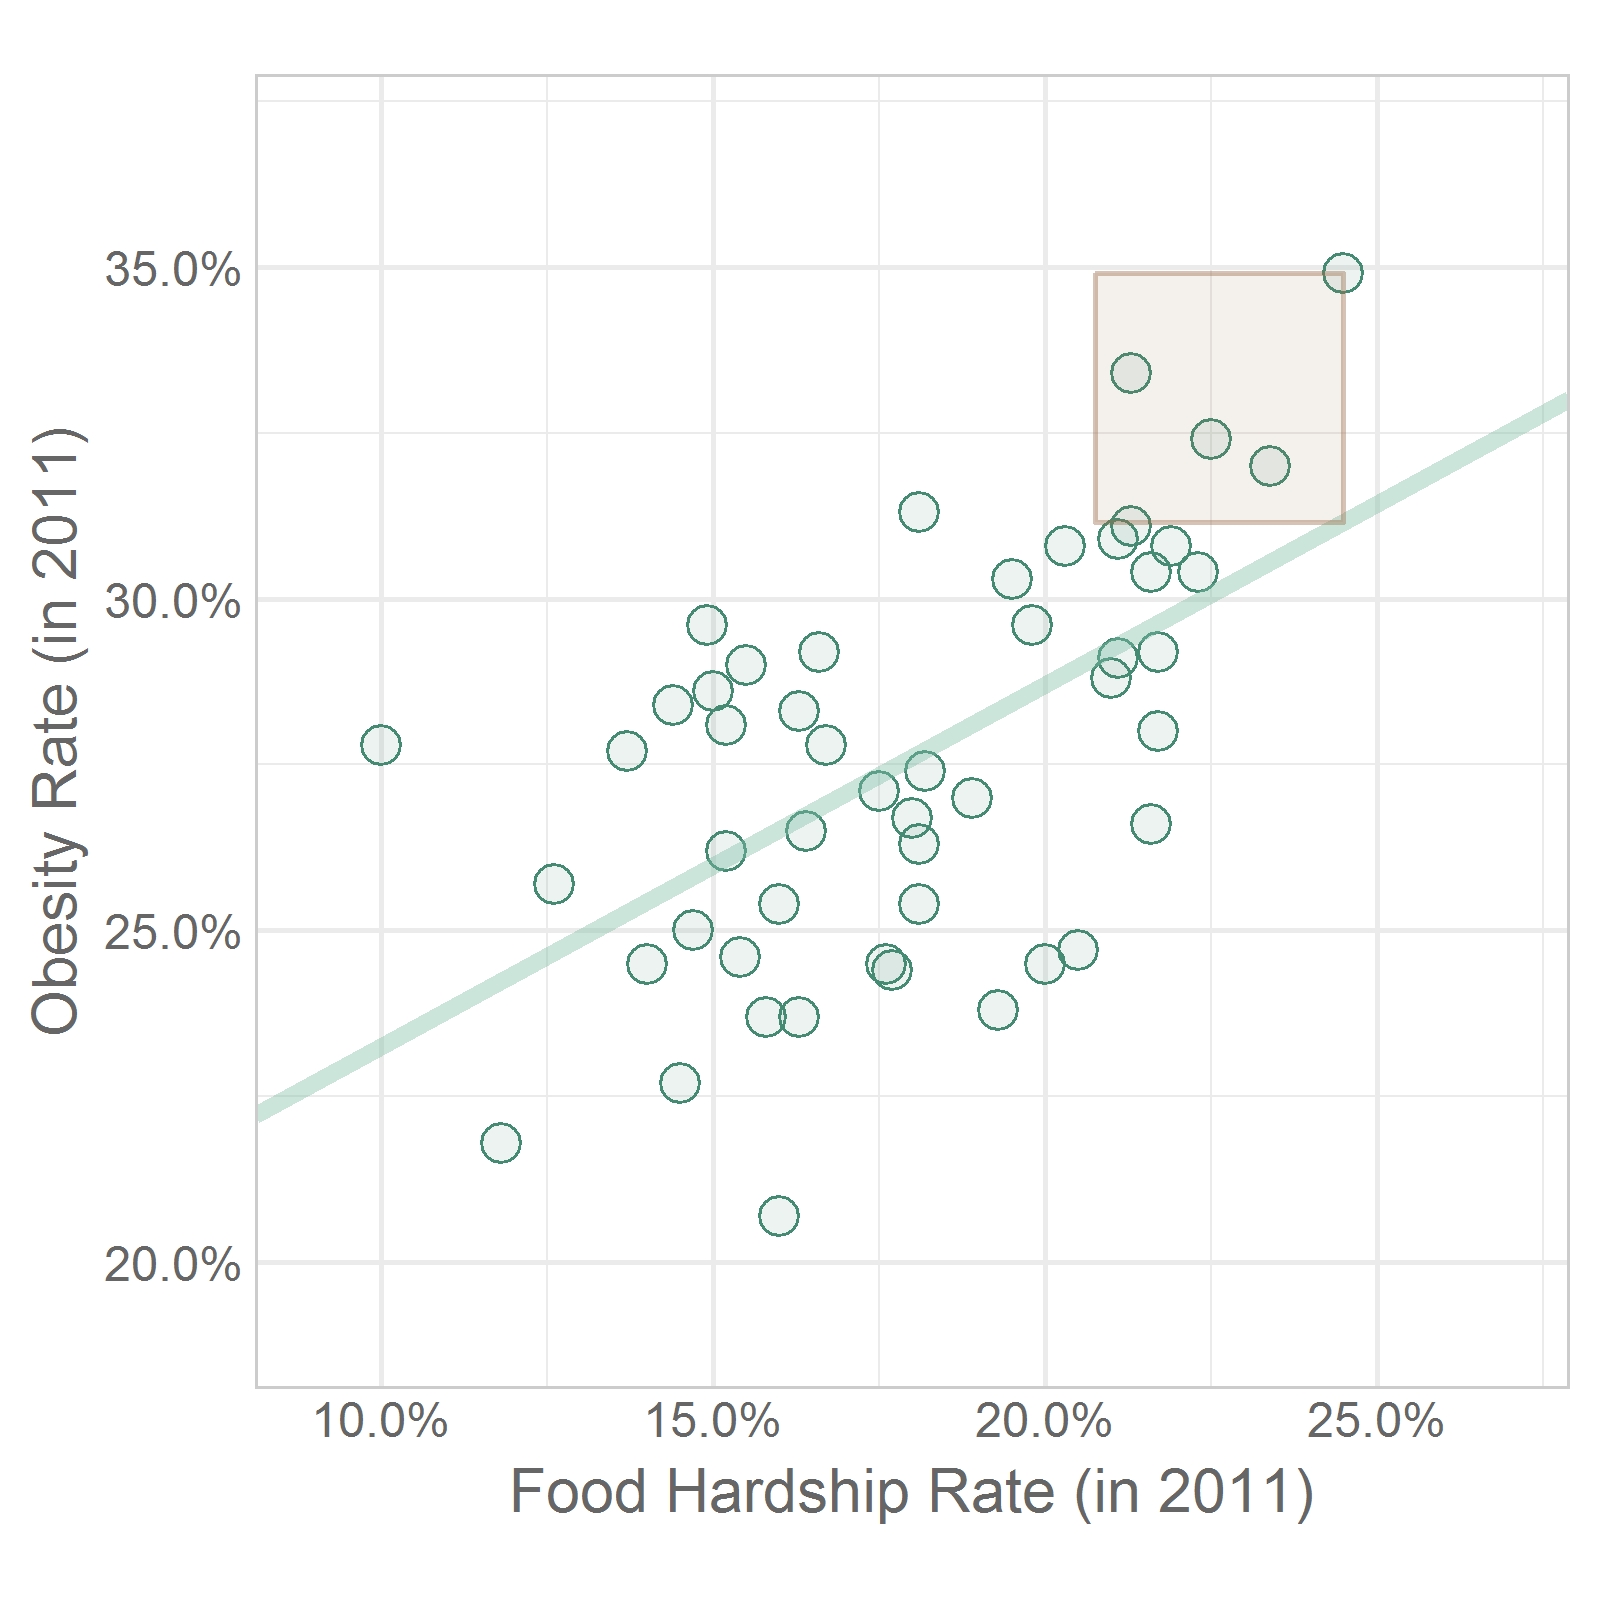 Obesity Rate (in 2011)
35.0%
30.0%
25.0%
20.0%
10.0% 15.0% 20.0% 25.0%
Food Hardship Rate (in 2011)